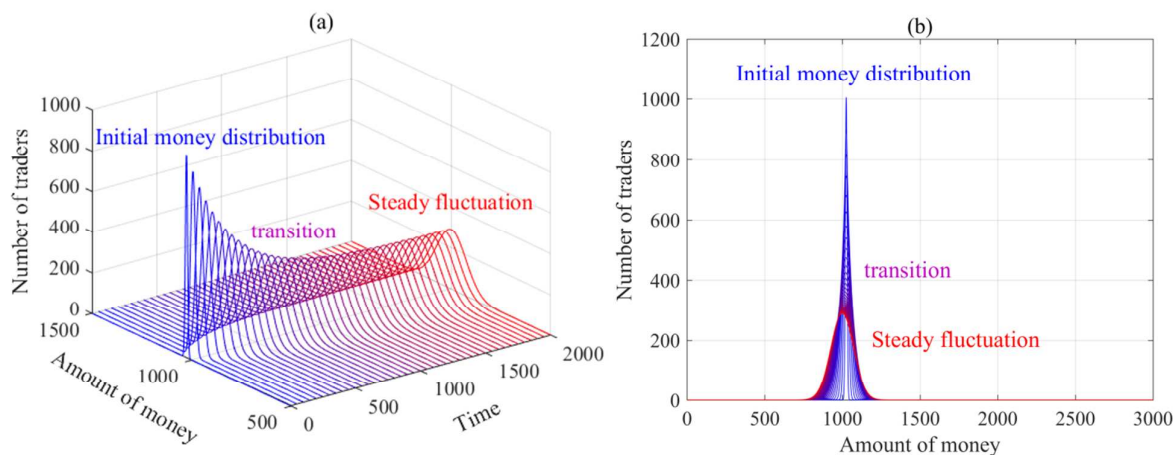 (a)
Number of traders
1000
800
600
400
200
0
Initial money distribution
transition
Steady fluctuation
1500
1000
500
Amount of money
0
500
1000
1500
2000
Time
(b)
Number of traders
1200
1000
800
600
400
200
0
Initial money distribution
transition
Steady fluctuation
0 500 1000 1500 2000 2500 3000
Amount of money